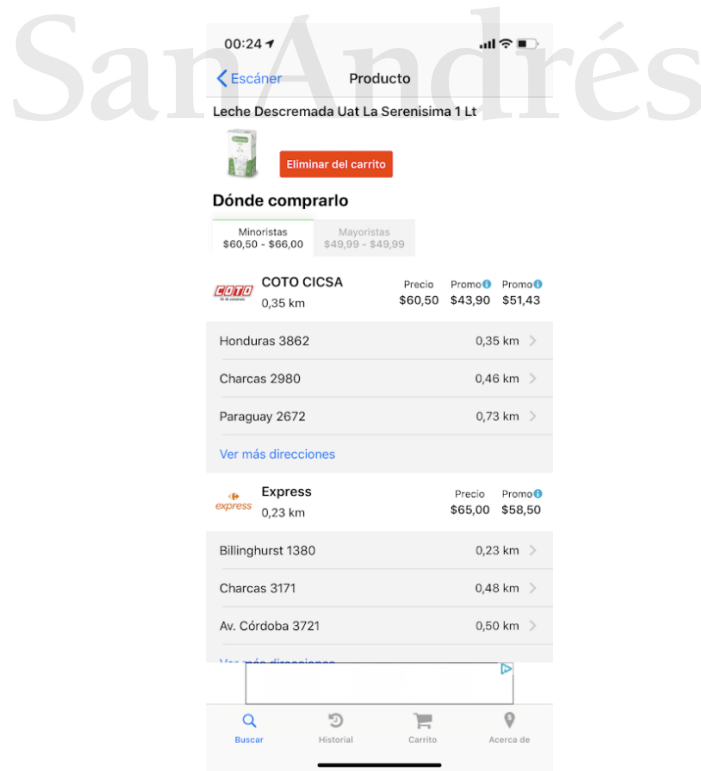 SanAndrés
00:24
Escáner Producto
Leche Descremada Uat La Serenisima 1 Lt
Eliminar del carrito
Dónde comprarlo
Minoristas Mayoristas
$60,50 - $66,00 $49,99 - $49,99
COTO COTO CICSA Precio Promo Promo
0,35 km $60,50 $43,90 $51,43
Honduras 3862 0,35 km
Charcas 2980 0,46 km
Paraguay 2672 0,73 km
Ver más direcciones
express Express Precio Promo
0,23 km $65,00 $58,50
Billinghurst 1380 0,23 km
Charcas 3171 0,48 km
Av. Córdoba 3721 0,50 km
Ver más direcciones
Buscar Historial Carrito Acerca de